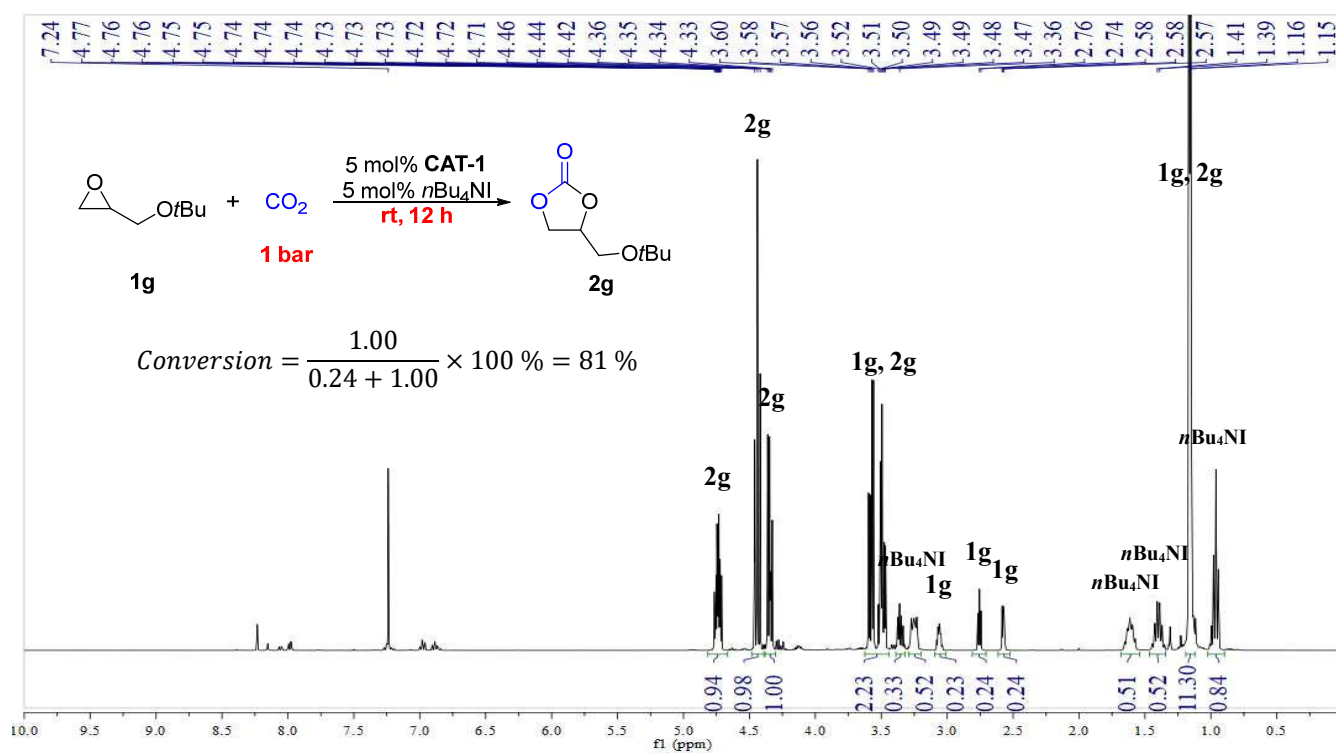 7.24 4.77 4.76 4.76 4.75 4.75 4.74 4.74 4.74 4.73 4.73 4.73 4.72 4.72 4.71 4.46 4.44 4.42 4.36 4.35 4.34 4.33 3.60 3.58 3.57 3.56 3.52 3.51 3.50 3.49 3.49 3.48 3.47 3.36 2.76 2.74 2.58 2.58 2.57 1.41 1.39 1.16 1.15
2g
1g, 2g
O
O
O
5 mol% CAT-1
5 mol% nBu₄NI
rt, 12 h
O
OtBu
+
CO₂
OtBu
1 bar
1g
2g
Conversion = 1.00 / 0.24 + 1.00 × 100 % = 81 %
1g, 2g
2g
2g
nBu₄NI
nBu₄NI
1g
1g
1g
nBu₄NI
nBu₄NI
0.94 0.98 1.00 2.23 0.33 0.52 0.23 0.24 0.24 0.51 0.52 11.30 0.84
10.0 9.5 9.0 8.5 8.0 7.5 7.0 6.5 6.0 5.5 5.0 4.5 4.0 3.5 3.0 2.5 2.0 1.5 1.0 0.5
f1 (ppm)